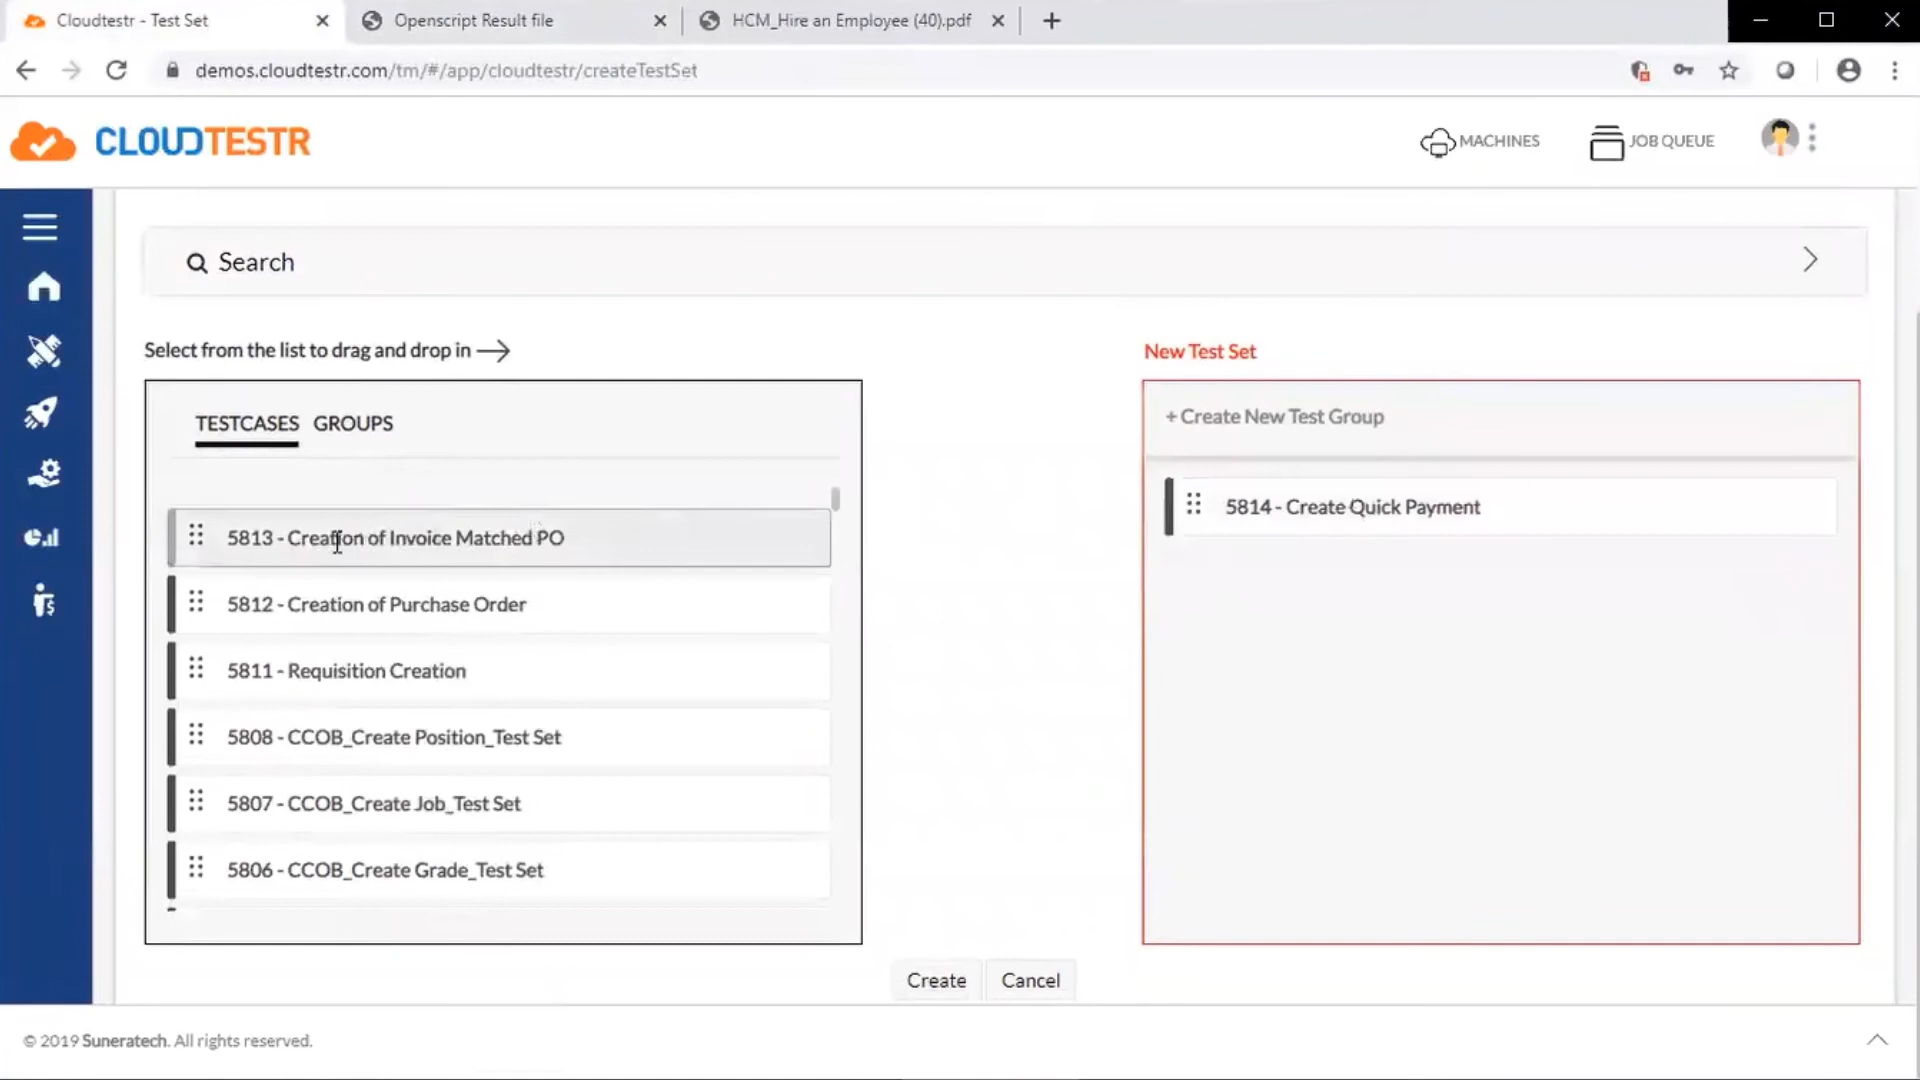 Cloudtestr - Test Set
Openscript Result file
HCM_Hire an Employee (40).pdf
demos.cloudtestr.com/tm/#/app/cloudtestr/createTestSet
CLOUDTESTR
MACHINES
JOB QUEUE
Search
Select from the list to drag and drop in
New Test Set
TESTCASES GROUPS
+ Create New Test Group
5814 - Create Quick Payment
5813 - Creation of Invoice Matched PO
5812 - Creation of Purchase Order
5811 - Requisition Creation
5808 - CCOB_Create Position_Test Set
5807 - CCOB_Create Job_Test Set
5806 - CCOB_Create Grade_Test Set
Create
Cancel
© 2019 Suneratech. All rights reserved.